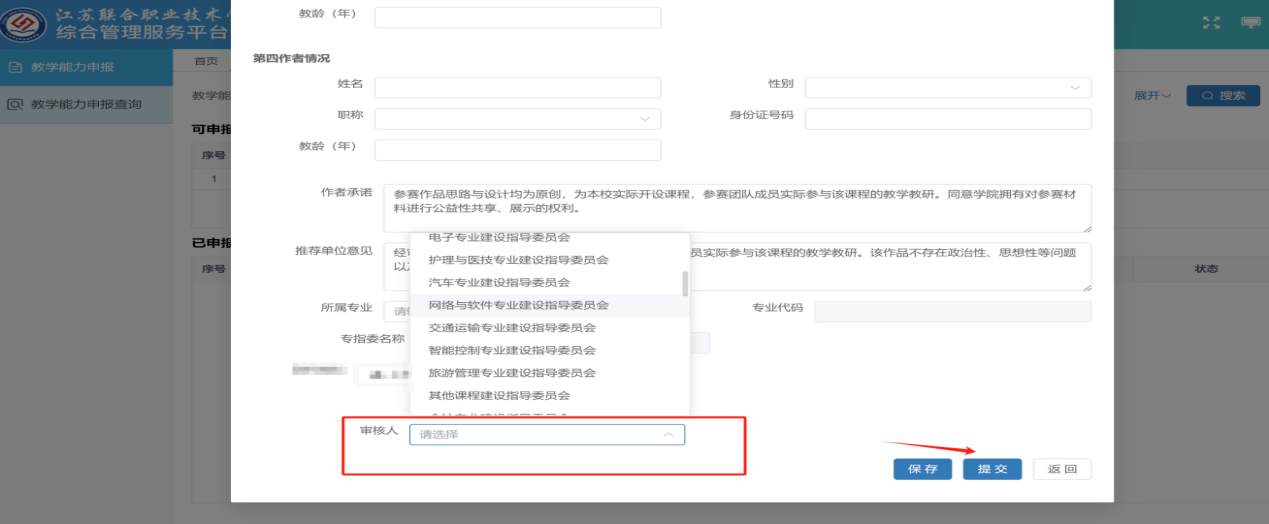 江苏联合职业技术
综合管理服务平台
教学能力申报
教学能力申报查询
首页
教学能
展开
搜索
可申报
序号
1
已申报
序号
状态
教龄（年）
第四作者情况
姓名
性别
职称
身份证号码
教龄（年）
作者承诺
参赛作品思路与设计均为原创，为本校实际开设课程，参赛团队成员实际参与该课程的教学教研。同意学院拥有对参赛材
料进行公益性共享、展示的权利。
推荐单位意见
员实际参与该课程的教学教研。该作品不存在政治性、思想性等问题
所属专业
专业代码
专指委名称
电子专业建设指导委员会
护理与医技专业建设指导委员会
汽车专业建设指导委员会
网络与软件专业建设指导委员会
交通运输专业建设指导委员会
智能控制专业建设指导委员会
旅游管理专业建设指导委员会
其他课程建设指导委员会
审核人
请选择
保存
提交
返回